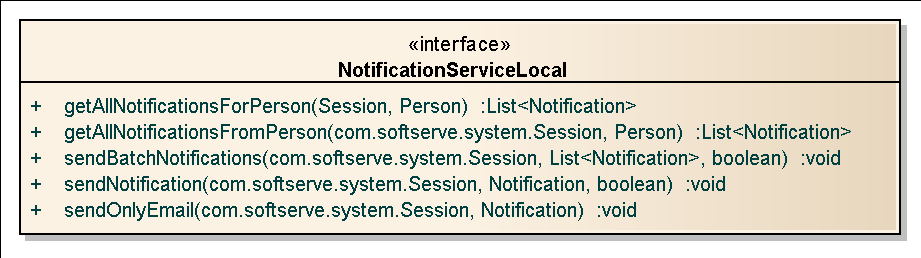 «interface»
NotificationServiceLocal
+ getAllNotificationsForPerson(Session, Person) :List<Notification>
+ getAllNotificationsFromPerson(com.softserve.system.Session, Person) :List<Notification>
+ sendBatchNotifications(com.softserve.system.Session, List<Notification>, boolean) :void
+ sendNotification(com.softserve.system.Session, Notification, boolean) :void
+ sendOnlyEmail(com.softserve.system.Session, Notification) :void